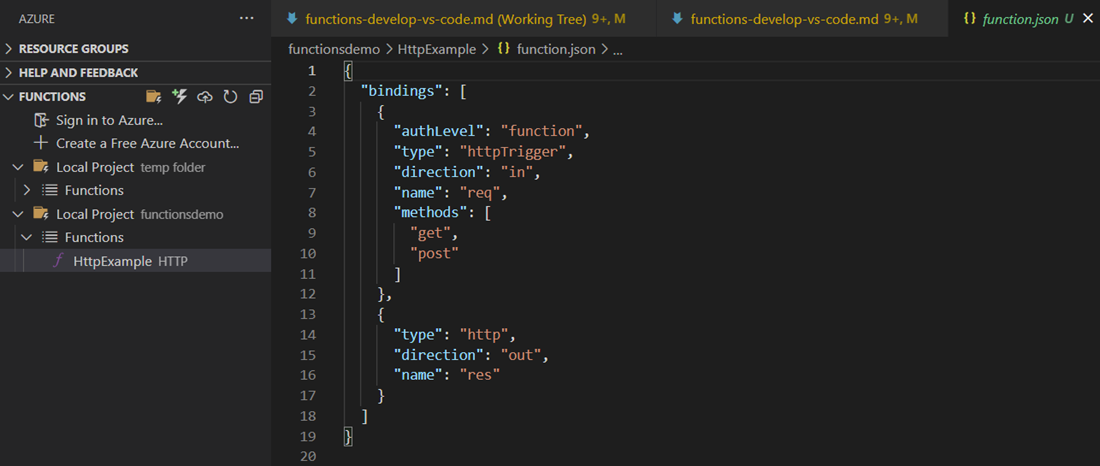 AZURE
RESOURCE GROUPS
HELP AND FEEDBACK
FUNCTIONS
Sign in to Azure...
Create a Free Azure Account...
Local Project temp folder
Functions
Local Project functionsdemo
Functions
HttpExample HTTP
functions-develop-vs-code.md (Working Tree) 9+, M
functions-develop-vs-code.md 9+, M
{} function.json U
functionsdemo > HttpExample > {} function.json > ...
1 {
2 "bindings": [
3 {
4 "authLevel": "function",
5 "type": "httpTrigger",
6 "direction": "in",
7 "name": "req",
8 "methods": [
9 "get",
10 "post"
11 ]
12 },
13 {
14 "type": "http",
15 "direction": "out",
16 "name": "res"
17 }
18 ]
19 }
20